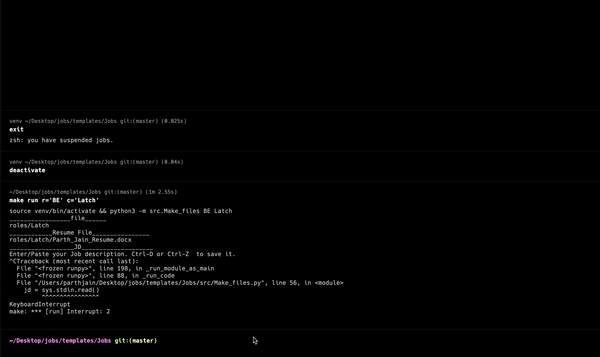 venv ~/Desktop/jobs/templates/Jobs git:(master) (0.025s)
exit
zsh: you have suspended jobs.
venv ~/Desktop/jobs/templates/Jobs git:(master) (0.04s)
deactivate
~/Desktop/jobs/templates/Jobs git:(master) (1m 2.55s)
make run r='BE' c='Latch'
source venv/bin/activate && python3 -m src.Make_files BE Latch
________________file______
roles/Latch
____________Resume File_______________
roles/Latch/Parth_Jain_Resume.docx
_________________JD___________________
Enter/Paste your Job description. Ctrl-D or Ctrl-Z  to save it.
^CTraceback (most recent call last):
  File "<frozen runpy>", line 198, in _run_module_as_main
  File "<frozen runpy>", line 88, in _run_code
  File "/Users/parthjain/Desktop/jobs/templates/Jobs/src/Make_files.py", line 56, in <module>
    jd = sys.stdin.read()
         ^^^^^^^^^^^^^^^^
KeyboardInterrupt
make: *** [run] Interrupt: 2
~/Desktop/jobs/templates/Jobs git:(master)